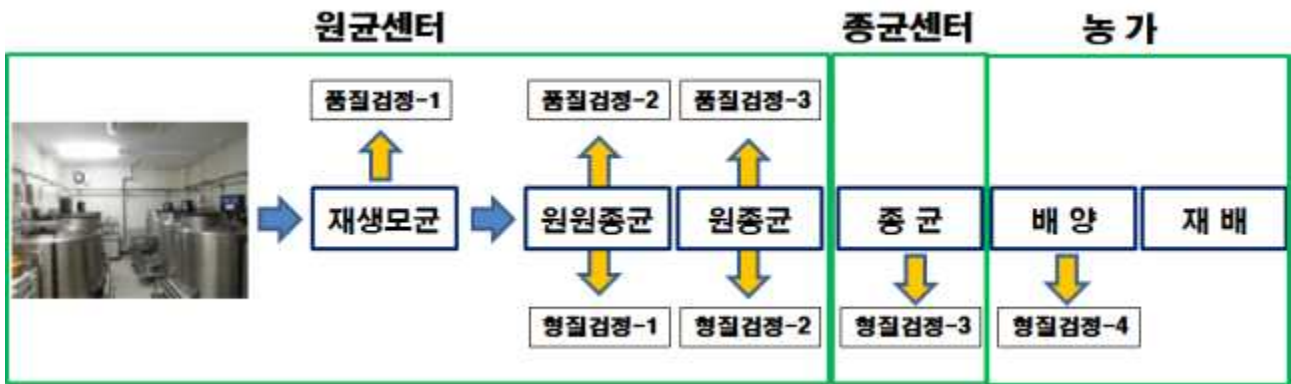 원균센터 종균센터 농 가
품질검정-1 품질검정-2 품질검정-3
재생모균 원원종균 원종균 종 균 배 양 재 배
형질검정-1 형질검정-2 형질검정-3 형질검정-4